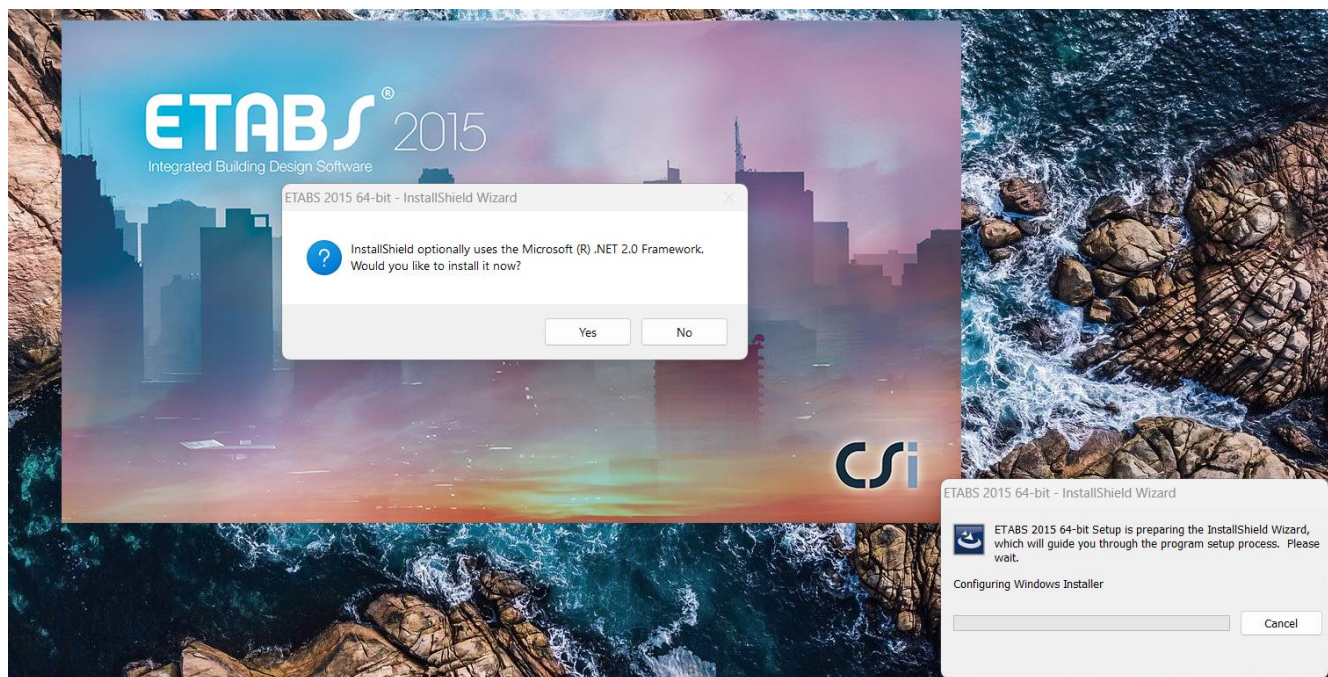 ETABS® 2015
Integrated Building Design Software
ETABS 2015 64-bit - InstallShield Wizard
InstallShield optionally uses the Microsoft (R) .NET 2.0 Framework.
Would you like to install it now?
Yes No
CSi
ETABS 2015 64-bit - InstallShield Wizard
ETABS 2015 64-bit Setup is preparing the InstallShield Wizard,
which will guide you through the program setup process. Please
wait.
Configuring Windows Installer
Cancel